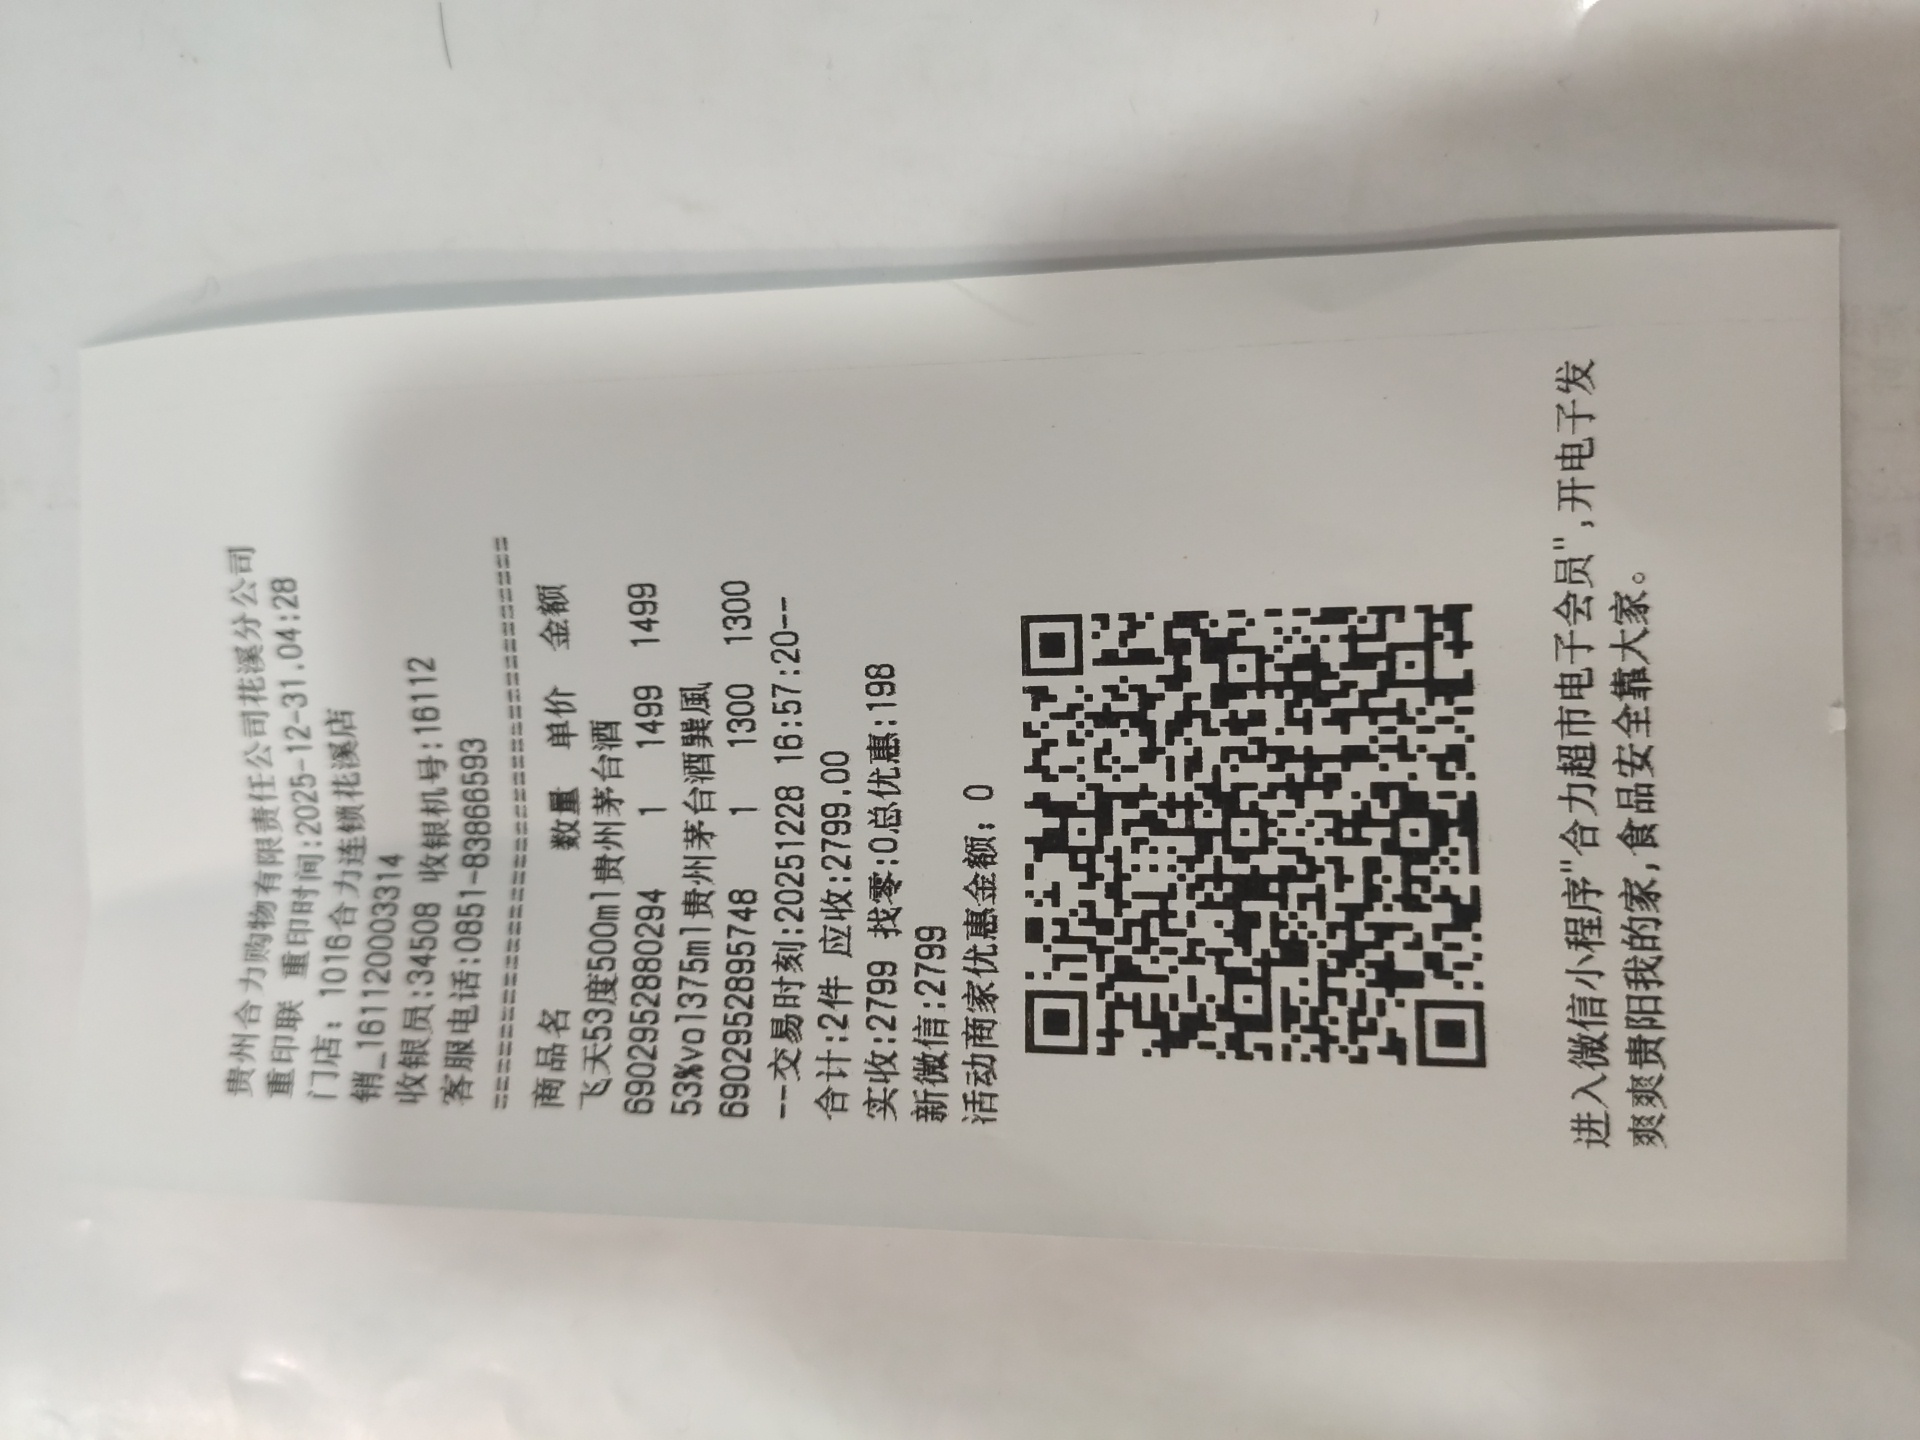 贵州合力购物有限责任公司花溪分公司
重印联 重印时间:2025-12-31.04:28
门店: 1016合力连锁花溪店
销_161120003314
收银员:34508 收银机号:16112
客服电话:0851-83866593
==========================================
商品名 数量 单价 金额
飞天53度500ml贵州茅台酒
6902952880294 1 1499 1499
53%vol375ml贵州茅台酒巽風
6902952895748 1 1300 1300
--交易时刻:20251228 16:57:20--
合计:2件 应收:2799.00
实收:2799 找零:0总优惠:198
新微信:2799
活动商家优惠金额: 0
进入微信小程序"合力超市电子会员",开电子发
爽爽贵阳我的家,食品安全靠大家。